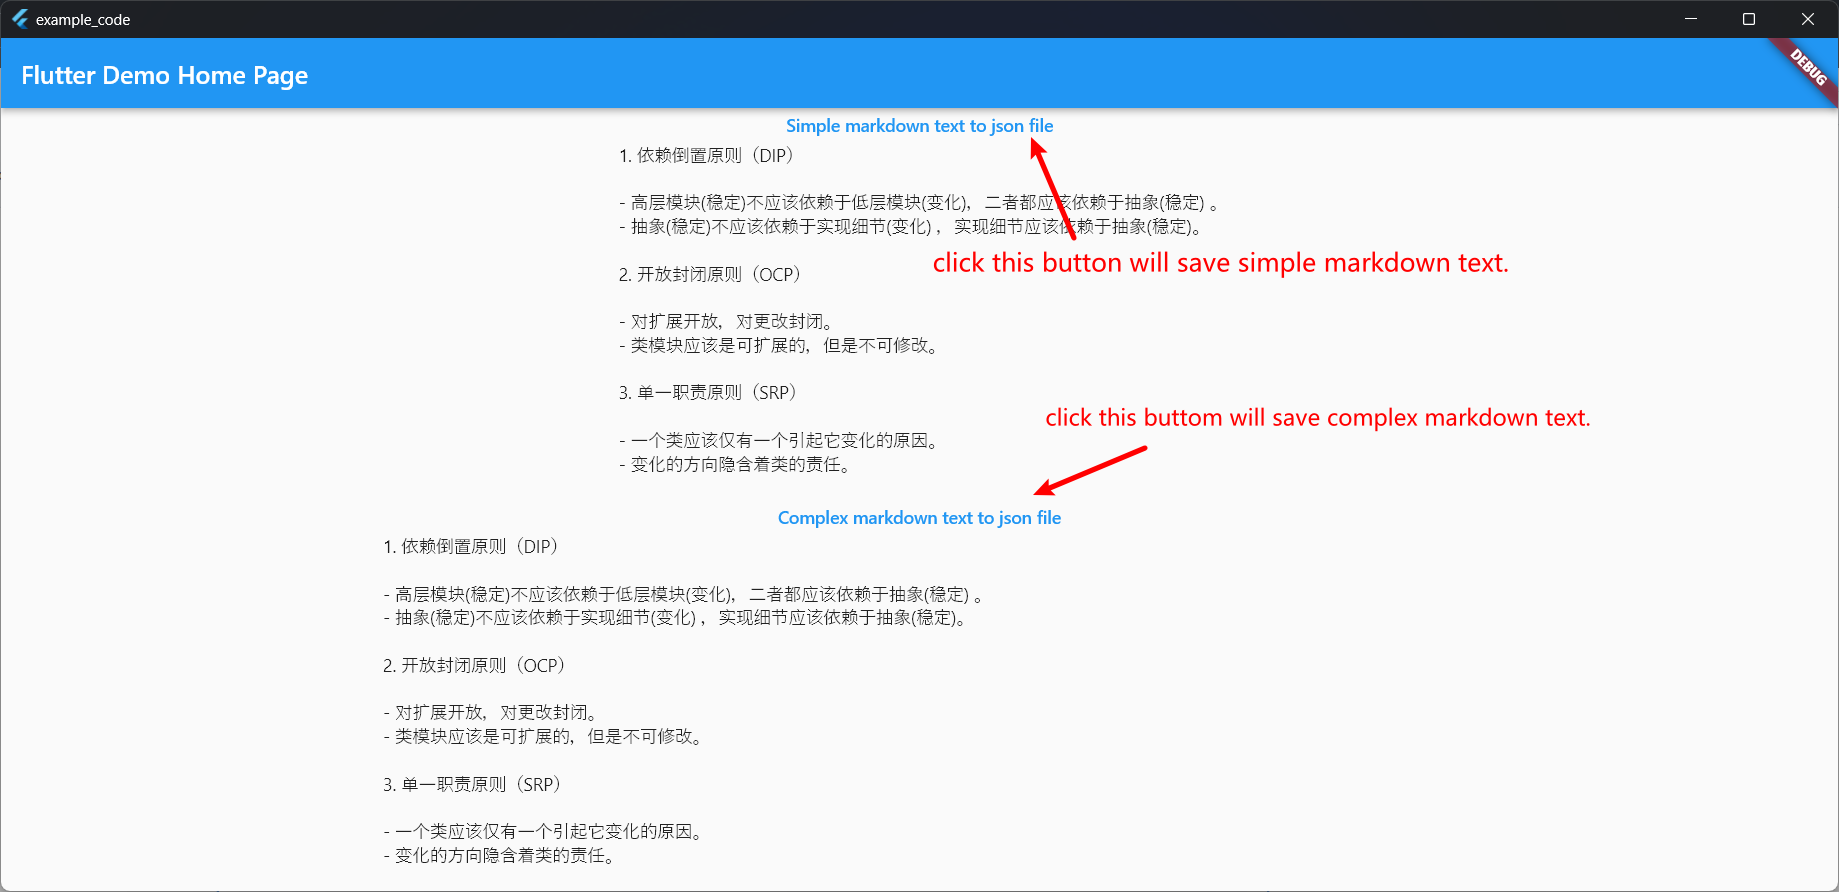 example_code
Flutter Demo Home Page
DEBUG
Simple markdown text to json file
1. 依赖倒置原则（DIP）
- 高层模块(稳定)不应该依赖于低层模块(变化)，二者都应该依赖于抽象(稳定) 。
- 抽象(稳定)不应该依赖于实现细节(变化) ，实现细节应该依赖于抽象(稳定)。
click this button will save simple markdown text.
2. 开放封闭原则（OCP）
- 对扩展开放，对更改封闭。
- 类模块应该是可扩展的，但是不可修改。
3. 单一职责原则（SRP）
click this buttom will save complex markdown text.
- 一个类应该仅有一个引起它变化的原因。
- 变化的方向隐含着类的责任。
Complex markdown text to json file
1. 依赖倒置原则（DIP）
- 高层模块(稳定)不应该依赖于低层模块(变化)，二者都应该依赖于抽象(稳定) 。
- 抽象(稳定)不应该依赖于实现细节(变化) ，实现细节应该依赖于抽象(稳定)。
2. 开放封闭原则（OCP）
- 对扩展开放，对更改封闭。
- 类模块应该是可扩展的，但是不可修改。
3. 单一职责原则（SRP）
- 一个类应该仅有一个引起它变化的原因。
- 变化的方向隐含着类的责任。